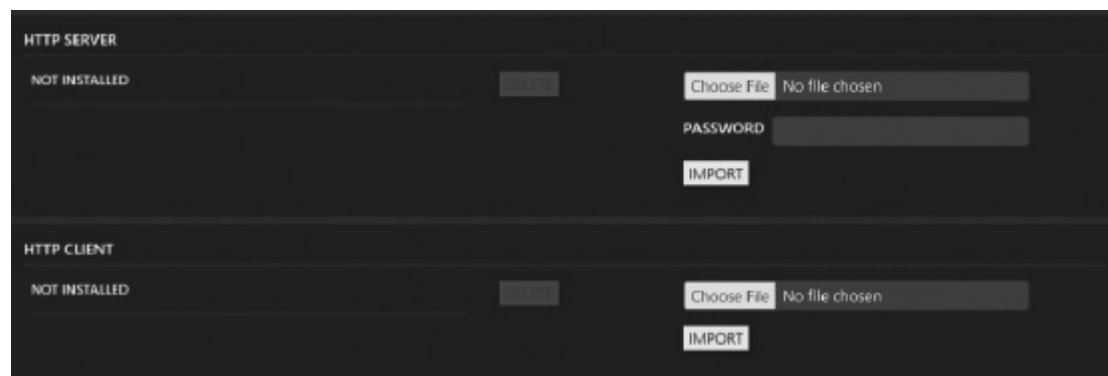 HTTP SERVER
NOT INSTALLED DELETE Choose File No file chosen
PASSWORD
IMPORT
HTTP CLIENT
NOT INSTALLED DELETE Choose File No file chosen
IMPORT